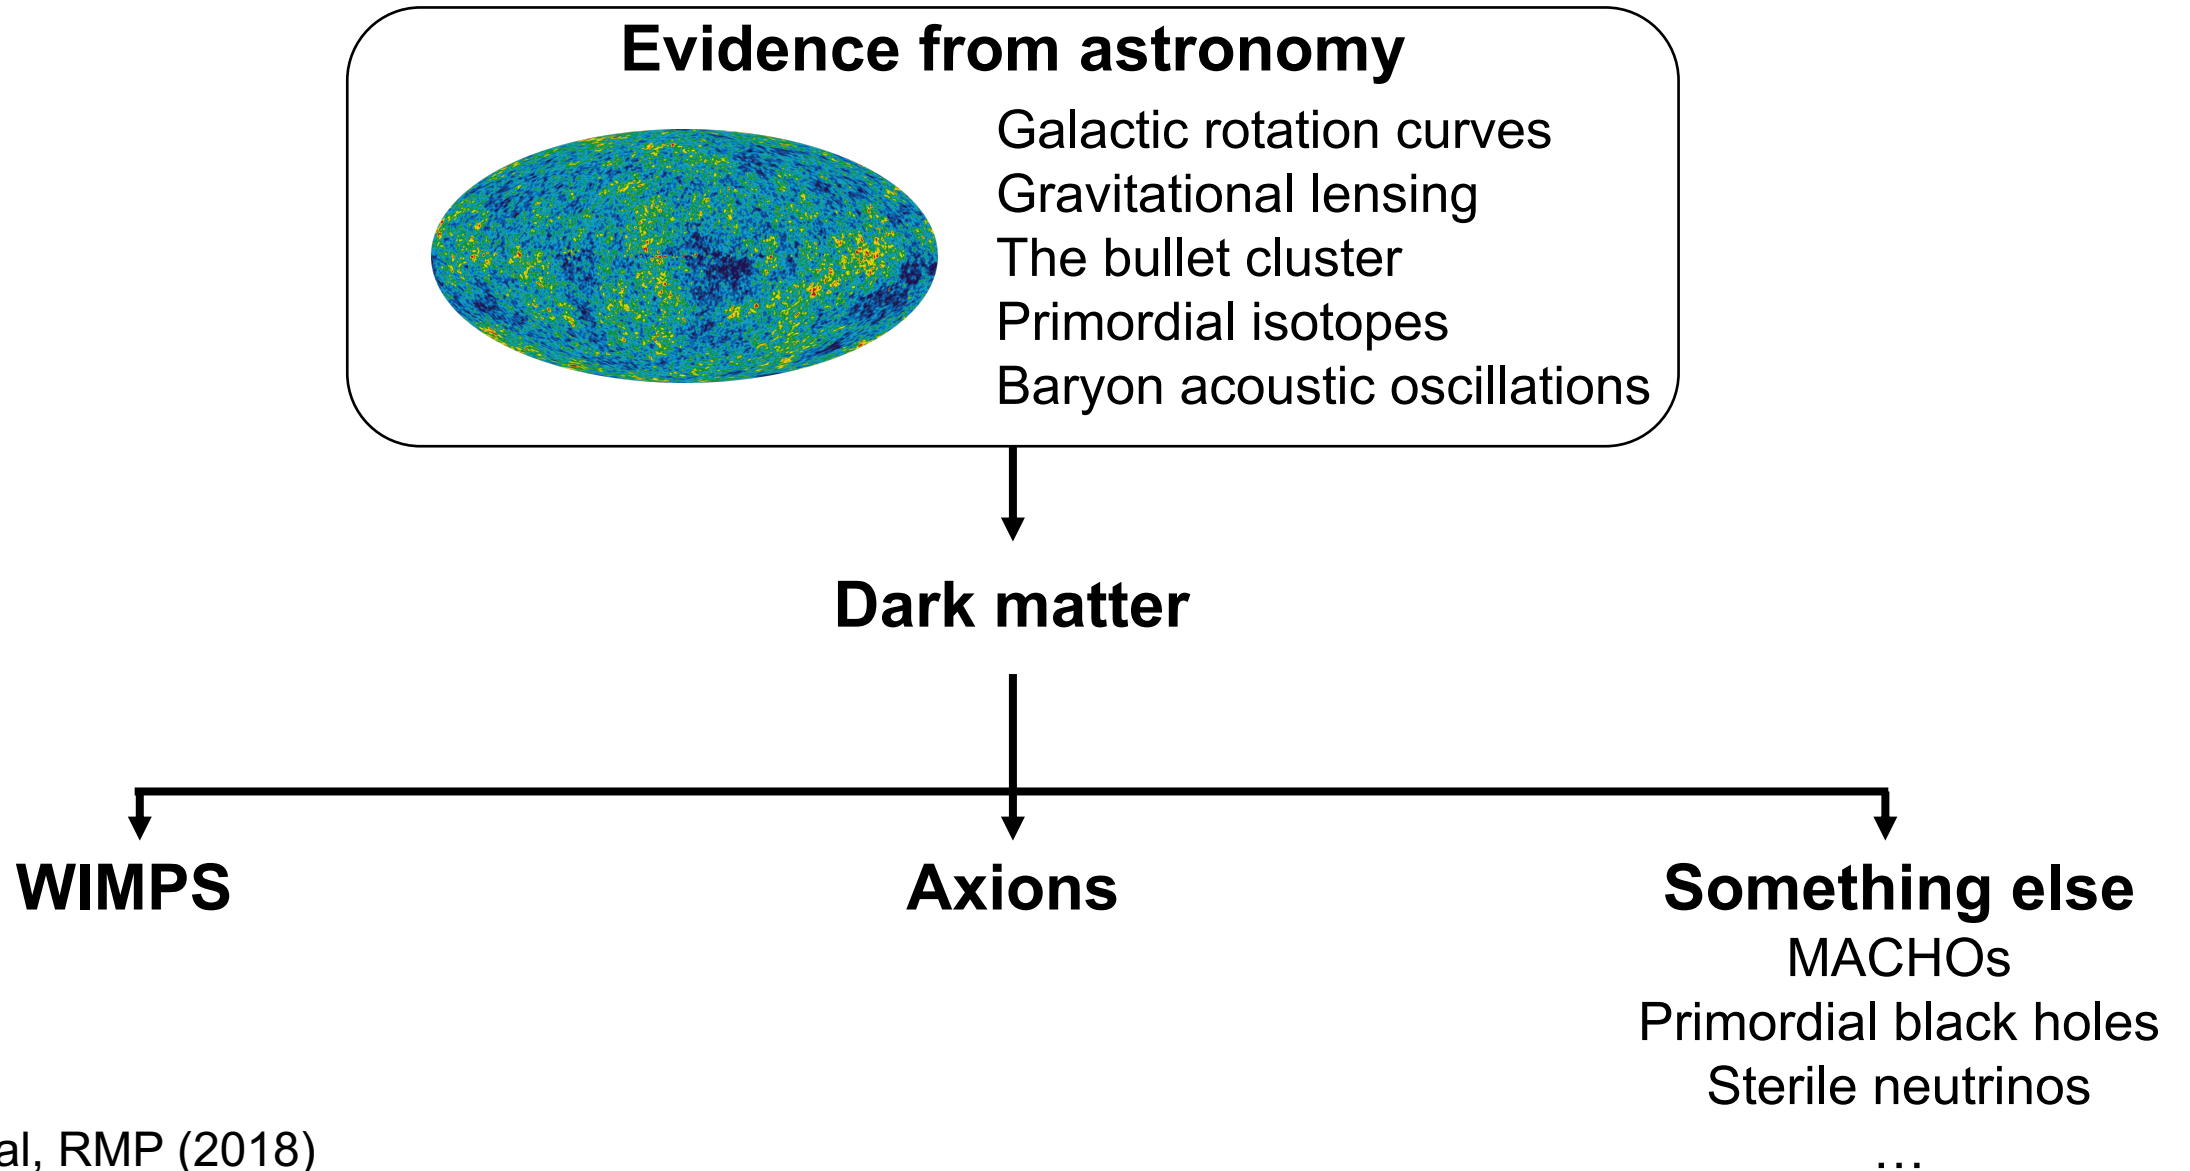 Evidence from astronomy
Galactic rotation curves
Gravitational lensing
The bullet cluster
Primordial isotopes
Baryon acoustic oscillations
Dark matter
WIMPS
Axions
Something else
MACHOs
Primordial black holes
Sterile neutrinos
...
al, RMP (2018)